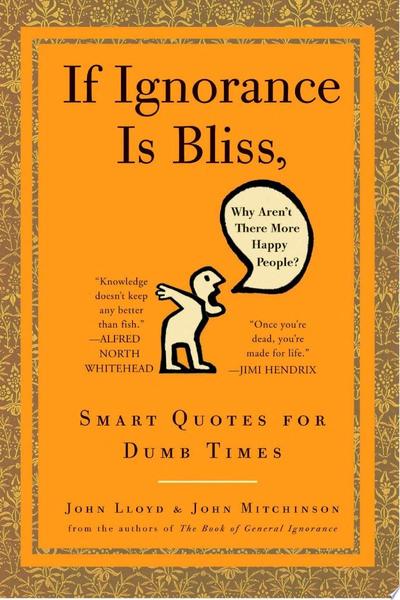 If Ignorance
Is Bliss,
Why Aren't
There More
Happy
People?
“Knowledge
doesn't keep
any better
than fish.”
—ALFRED
NORTH
WHITEHEAD
“Once you're
dead, you're
made for life.”
—JIMI HENDRIX
SMART QUOTES FOR
DUMB TIMES
JOHN LLOYD & JOHN MITCHINSON
from the authors of The Book of General Ignorance